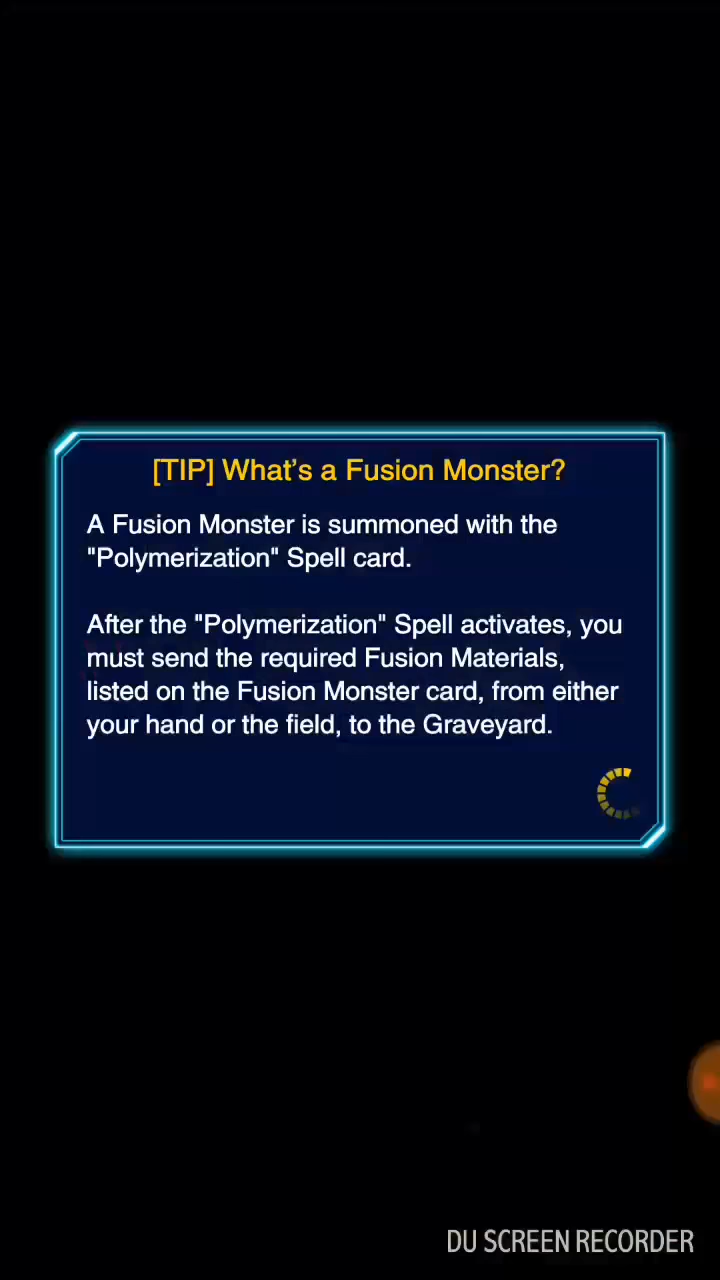 [TIP] What's a Fusion Monster?
A Fusion Monster is summoned with the
"Polymerization" Spell card.
After the "Polymerization" Spell activates, you
must send the required Fusion Materials,
listed on the Fusion Monster card, from either
your hand or the field, to the Graveyard.
DU SCREEN RECORDER